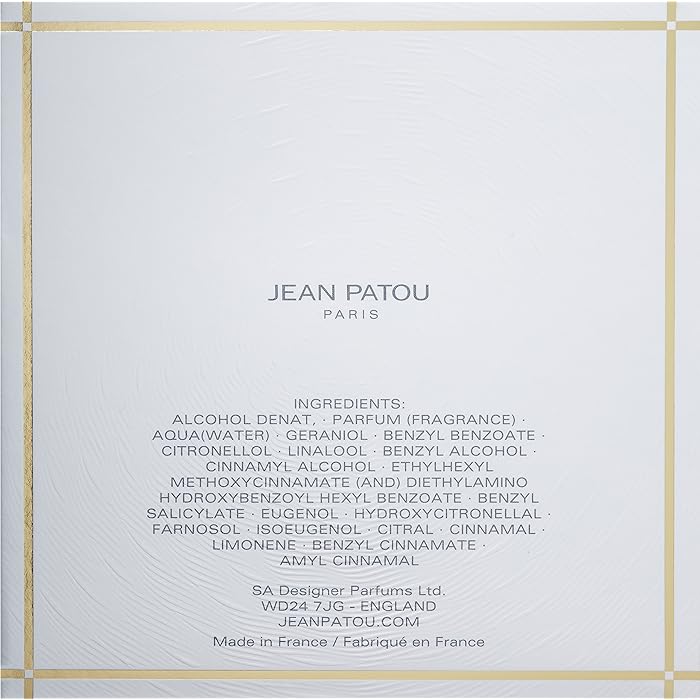 JEAN PATOU
PARIS
INGREDIENTS:
ALCOHOL DENAT, · PARFUM (FRAGRANCE) ·
AQUA(WATER) · GERANIOL · BENZYL BENZOATE ·
CITRONELLOL · LINALOOL · BENZYL ALCOHOL ·
CINNAMYL ALCOHOL · ETHYLHEXYL
METHOXYCINNAMATE (AND) DIETHYLAMINO
HYDROXYBENZOYL HEXYL BENZOATE · BENZYL
SALICYLATE · EUGENOL · HYDROXYCITRONELLAL ·
FARNOSOL · ISOEUGENOL · CITRAL · CINNAMAL ·
LIMONENE · BENZYL CINNAMATE ·
AMYL CINNAMAL
SA Designer Parfums Ltd.
WD24 7JG - ENGLAND
JEANPATOU.COM
Made in France / Fabriqué en France